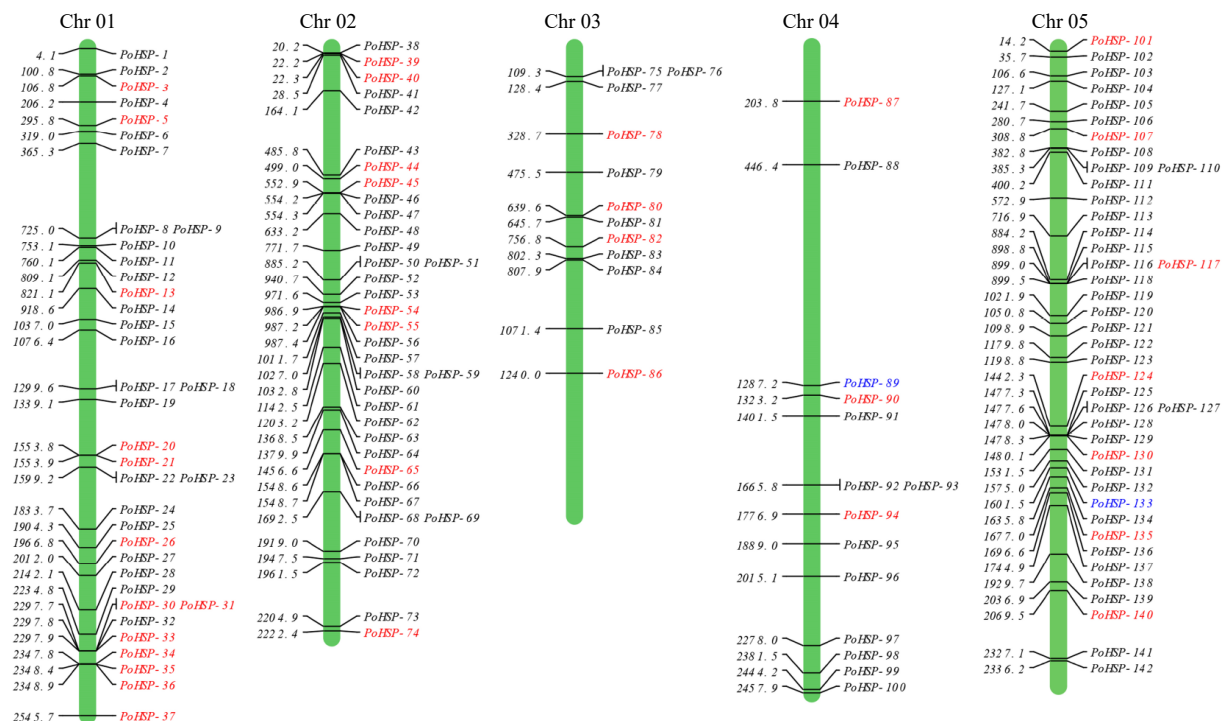 Chr 01
4.1 PoHSP-1
100.8 PoHSP-2
106.8 PoHSP-3
206.2 PoHSP-4
295.8 PoHSP-5
319.0 PoHSP-6
365.3 PoHSP-7
725.0 PoHSP-8 PoHSP-9
753.1 PoHSP-10
760.1 PoHSP-11
809.1 PoHSP-12
821.1 PoHSP-13
918.6 PoHSP-14
1037.0 PoHSP-15
1076.4 PoHSP-16
1299.6 PoHSP-17 PoHSP-18
1339.1 PoHSP-19
1553.8 PoHSP-20
1553.9 PoHSP-21
1599.2 PoHSP-22 PoHSP-23
1833.7 PoHSP-24
1904.3 PoHSP-25
1966.8 PoHSP-26
2012.0 PoHSP-27
2142.1 PoHSP-28
2234.8 PoHSP-29
2297.7 PoHSP-30 PoHSP-31
2297.8 PoHSP-32
2297.9 PoHSP-33
2347.8 PoHSP-34
2348.4 PoHSP-35
2348.9 PoHSP-36
2545.7 PoHSP-37
Chr 02
20.2 PoHSP-38
22.2 PoHSP-39
22.3 PoHSP-40
28.5 PoHSP-41
164.1 PoHSP-42
485.8 PoHSP-43
499.0 PoHSP-44
552.9 PoHSP-45
554.2 PoHSP-46
554.3 PoHSP-47
633.2 PoHSP-48
771.7 PoHSP-49
885.2 PoHSP-50 PoHSP-51
940.7 PoHSP-52
971.6 PoHSP-53
986.9 PoHSP-54
987.2 PoHSP-55
987.4 PoHSP-56
1011.7 PoHSP-57
1027.0 PoHSP-58 PoHSP-59
1032.8 PoHSP-60
1142.5 PoHSP-61
1203.2 PoHSP-62
1368.5 PoHSP-63
1379.9 PoHSP-64
1456.6 PoHSP-65
1548.6 PoHSP-66
1548.7 PoHSP-67
1692.5 PoHSP-68 PoHSP-69
1919.0 PoHSP-70
1947.5 PoHSP-71
1961.5 PoHSP-72
2204.9 PoHSP-73
2222.4 PoHSP-74
Chr 03
109.3 PoHSP-75 PoHSP-76
128.4 PoHSP-77
328.7 PoHSP-78
475.5 PoHSP-79
639.6 PoHSP-80
645.7 PoHSP-81
756.8 PoHSP-82
802.3 PoHSP-83
807.9 PoHSP-84
1071.4 PoHSP-85
1240.0 PoHSP-86
Chr 04
203.8 PoHSP-87
446.4 PoHSP-88
1287.2 PoHSP-89
1323.2 PoHSP-90
1401.5 PoHSP-91
1665.8 PoHSP-92 PoHSP-93
1776.9 PoHSP-94
1889.0 PoHSP-95
2015.1 PoHSP-96
2278.0 PoHSP-97
2381.5 PoHSP-98
2444.2 PoHSP-99
2457.9 PoHSP-100
Chr 05
14.2 PoHSP-101
35.7 PoHSP-102
106.6 PoHSP-103
127.1 PoHSP-104
241.7 PoHSP-105
280.7 PoHSP-106
308.8 PoHSP-107
382.8 PoHSP-108
385.3 PoHSP-109 PoHSP-110
400.2 PoHSP-111
572.9 PoHSP-112
716.9 PoHSP-113
884.2 PoHSP-114
898.8 PoHSP-115
899.0 PoHSP-116 PoHSP-117
899.5 PoHSP-118
1021.9 PoHSP-119
1050.8 PoHSP-120
1098.9 PoHSP-121
1179.8 PoHSP-122
1198.8 PoHSP-123
1442.3 PoHSP-124
1477.3 PoHSP-125
1477.6 PoHSP-126 PoHSP-127
1478.0 PoHSP-128
1478.3 PoHSP-129
1480.1 PoHSP-130
1531.5 PoHSP-131
1575.0 PoHSP-132
1601.5 PoHSP-133
1635.8 PoHSP-134
1677.0 PoHSP-135
1696.6 PoHSP-136
1744.9 PoHSP-137
1929.7 PoHSP-138
2036.9 PoHSP-139
2069.5 PoHSP-140
2327.1 PoHSP-141
2336.2 PoHSP-142